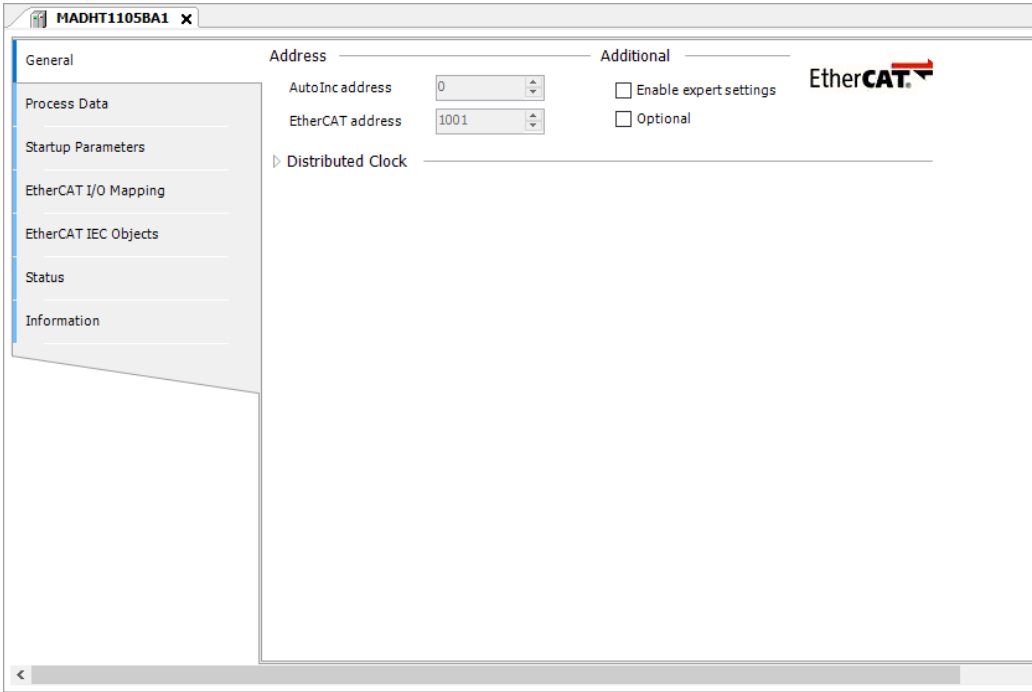 MADHT1105BA1
General
Process Data
Startup Parameters
EtherCAT I/O Mapping
EtherCAT IEC Objects
Status
Information
Address
AutoInc address 0
EtherCAT address 1001
Additional
Enable expert settings
Optional
EtherCAT.
Distributed Clock